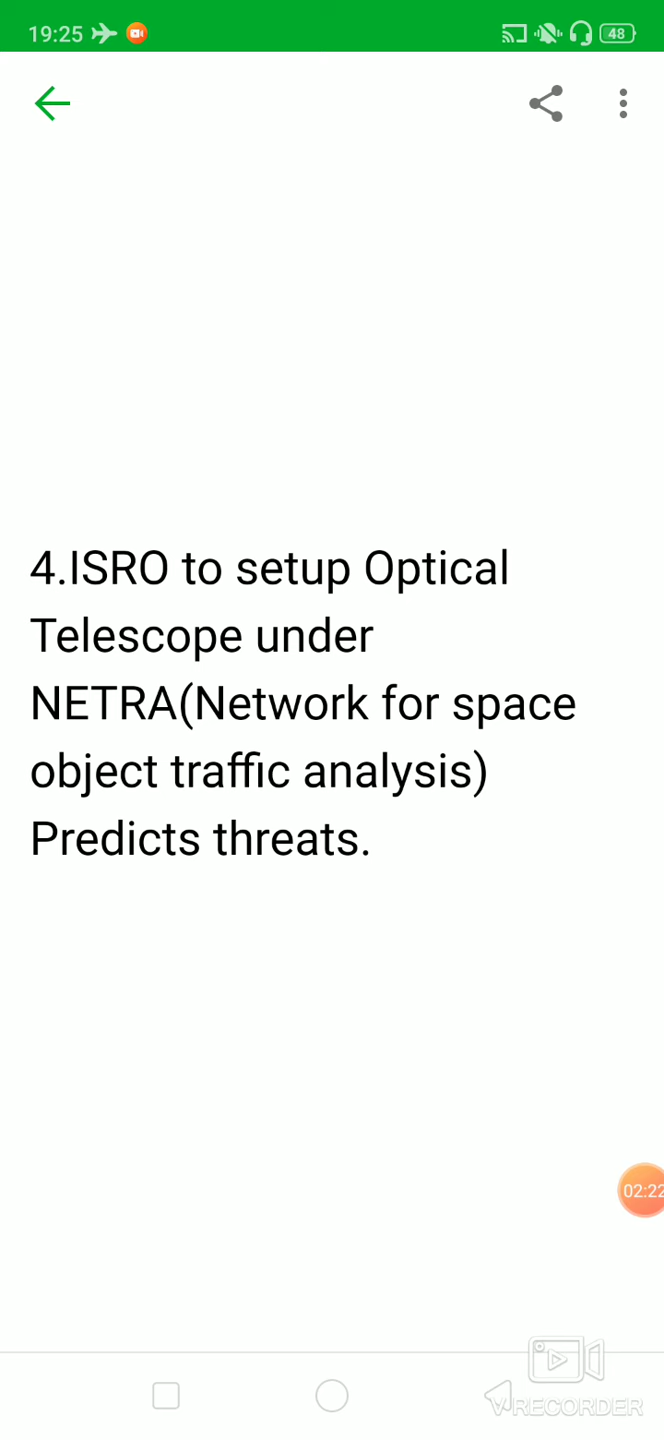 19:25
48
4.ISRO to setup Optical
Telescope under
NETRA(Network for space
object traffic analysis)
Predicts threats.
02:22
VRECORDER